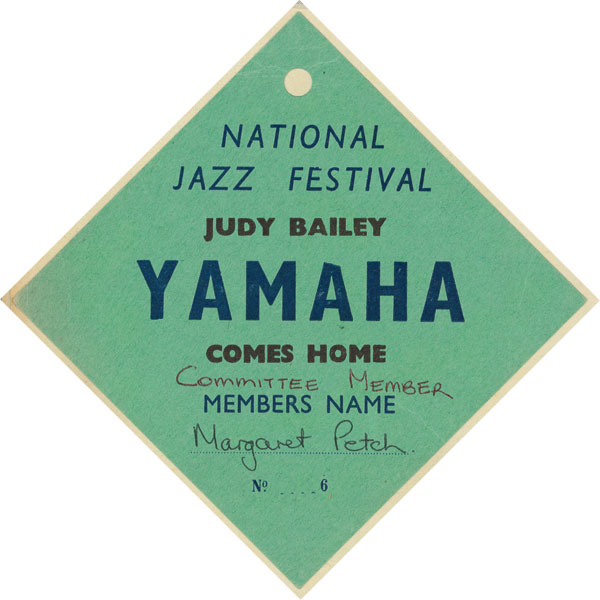 NATIONAL
JAZZ FESTIVAL
JUDY BAILEY
YAMAHA
COMES HOME
COMMITTEE MEMBER
MEMBERS NAME
Margaret Petch
Nº ....6